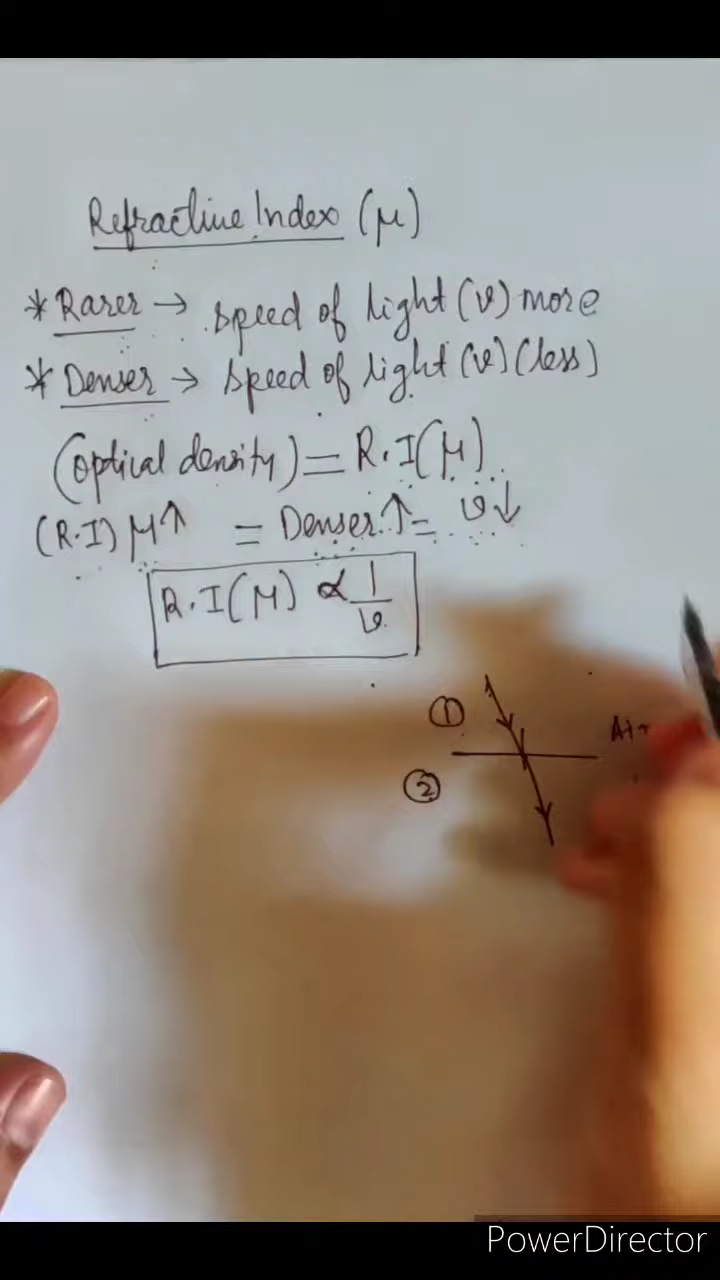 Refractive Index (μ)
* Rarer → speed of light (v) more
* Denser → speed of light (v) (less)
(optical density) = R.I (μ)
(R.I) μ↑ = Denser ↑ = v↓
R.I (μ) ∝ 1/v
①
Air
②
PowerDirector